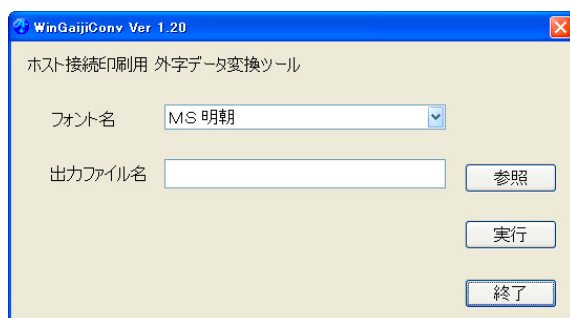 WinGaijiConv Ver 1.20
ホスト接続印刷用 外字データ変換ツール
フォント名 MS 明朝
出力ファイル名 参照
実行
終了